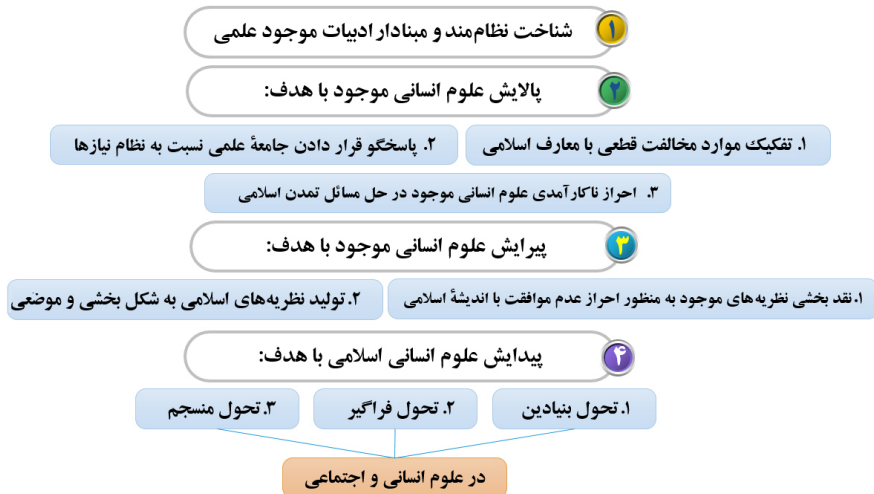 ۱ شناخت نظام‌مند و مبنادار ادبیات موجود علمی
۲ پالایش علوم انسانی موجود با هدف:
۱. تفکیک موارد مخالفت قطعی با معارف اسلامی
۲. پاسخگو قرار دادن جامعهٔ علمی نسبت به نظام نیازها
۳. احراز ناکارآمدی علوم انسانی موجود در حل مسائل تمدن اسلامی
۳ پیرایش علوم انسانی موجود با هدف:
۱. نقد بخشی نظریه‌های موجود به منظور احراز عدم موافقت با اندیشهٔ اسلامی
۲. تولید نظریه‌های اسلامی به شکل بخشی و موضعی
۴ پیدایش علوم انسانی اسلامی با هدف:
۱. تحول بنیادین
۲. تحول فراگیر
۳. تحول منسجم
در علوم انسانی و اجتماعی